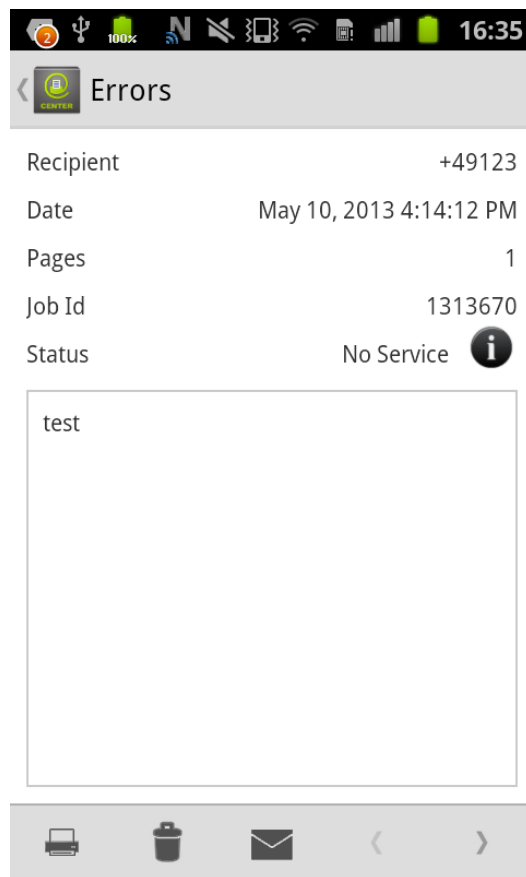 2 100% N 16:35
CENTER Errors
Recipient +49123
Date May 10, 2013 4:14:12 PM
Pages 1
Job Id 1313670
Status No Service i
test